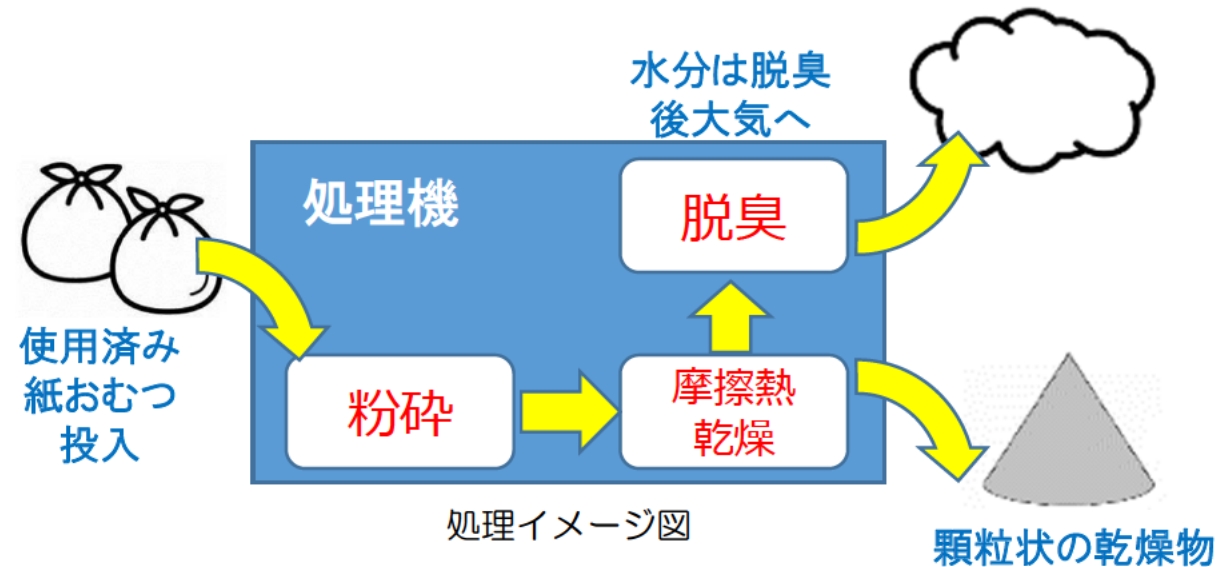 水分は脱臭
後大気へ
処理機
脱臭
使用済み
紙おむつ
投入
粉砕
摩擦熱
乾燥
顆粒状の乾燥物
処理イメージ図